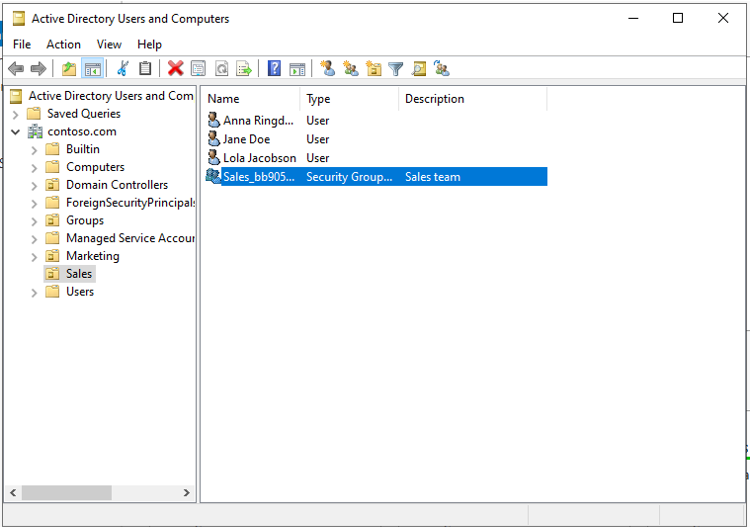 Active Directory Users and Computers
File Action View Help
Active Directory Users and Com
Saved Queries
contoso.com
Builtin
Computers
Domain Controllers
ForeignSecurityPrincipals
Groups
Managed Service Accour
Marketing
Sales
Users
Name Type Description
Anna Ringd... User
Jane Doe User
Lola Jacobson User
Sales_bb905... Security Group... Sales team